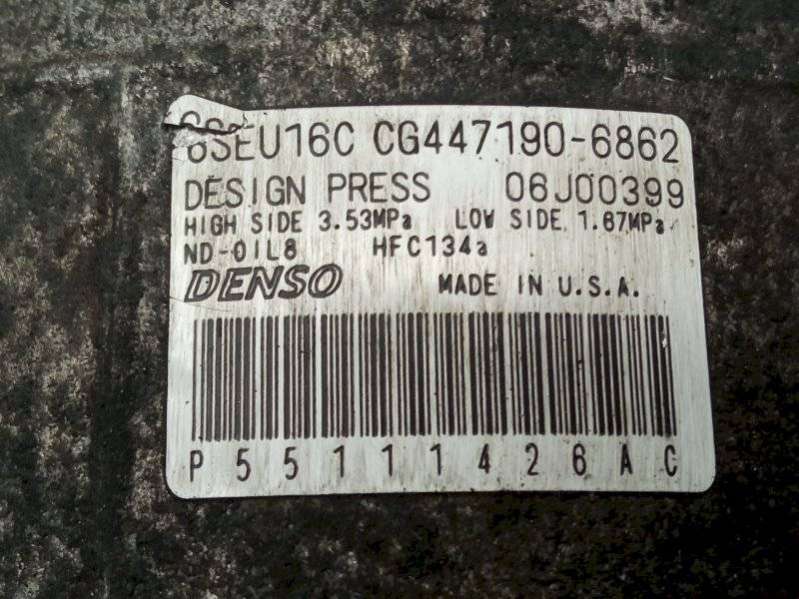 6SEU16C CG447190-6862
DESIGN PRESS 06J00399
HIGH SIDE 3.53MPa LOW SIDE 1.67MPa
ND-OIL8 HFC134a
DENSO MADE IN U.S.A.
P55111426AC